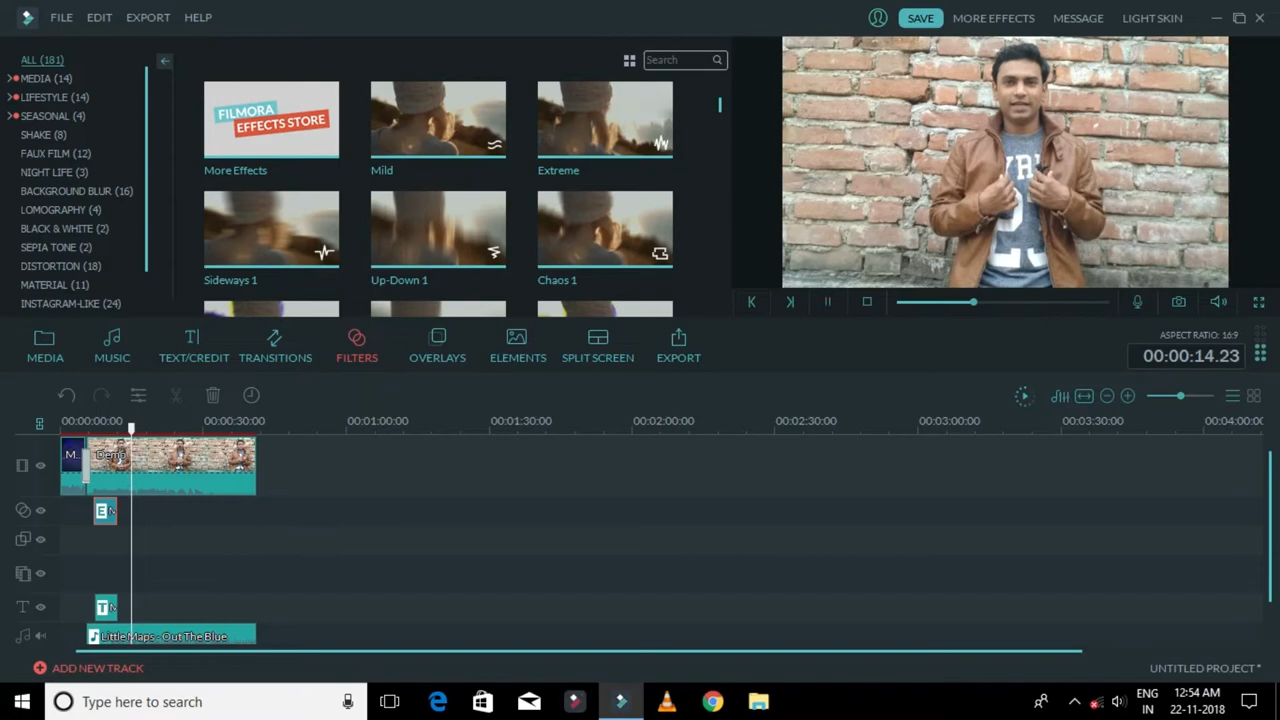 FILE EDIT EXPORT HELP SAVE MORE EFFECTS MESSAGE LIGHT SKIN
ALL (181)
MEDIA (14)
LIFESTYLE (14)
SEASONAL (4)
SHAKE (8)
FAUX FILM (12)
NIGHT LIFE (3)
BACKGROUND BLUR (16)
LOMOGRAPHY (4)
BLACK & WHITE (2)
SEPIA TONE (2)
DISTORTION (18)
MATERIAL (11)
INSTAGRAM-LIKE (24)
Search
FILMORA
EFFECTS STORE
More Effects Mild Extreme
Sideways 1 Up-Down 1 Chaos 1
MEDIA MUSIC TEXT/CREDIT TRANSITIONS FILTERS OVERLAYS ELEMENTS SPLIT SCREEN EXPORT
ASPECT RATIO: 16:9
00:00:14.23
00:00:00:00 00:00:30:00 00:01:00:00 00:01:30:00 00:02:00:00 00:02:30:00 00:03:00:00 00:03:30:00 00:04:00:00
M... Demo
E
T
Little Maps - Out The Blue
ADD NEW TRACK UNTITLED PROJECT *
Type here to search
ENG
IN
12:54 AM
22-11-2018